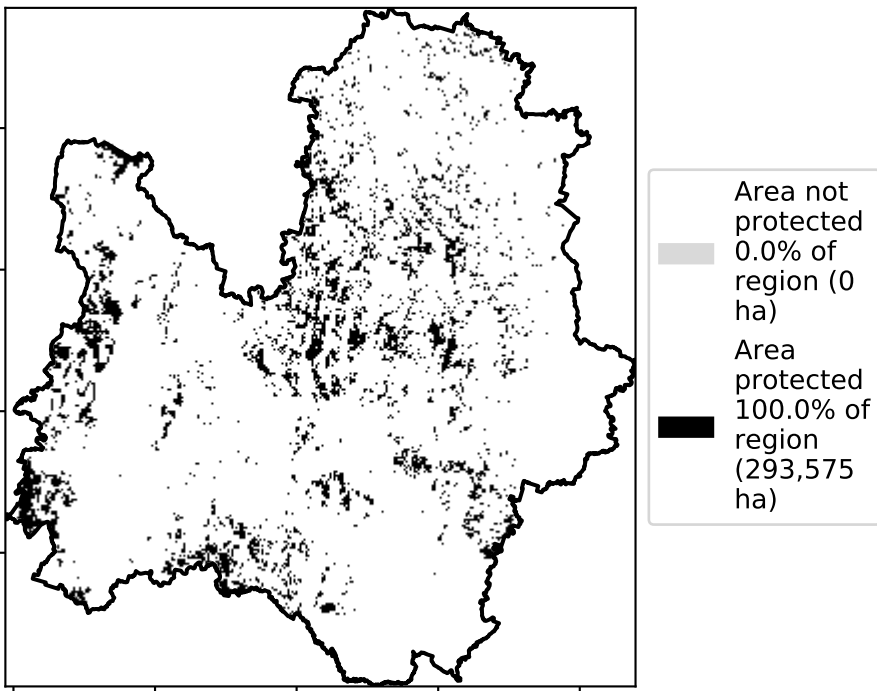 Area not
protected
0.0% of
region (0
ha)
Area
protected
100.0% of
region
(293,575
ha)